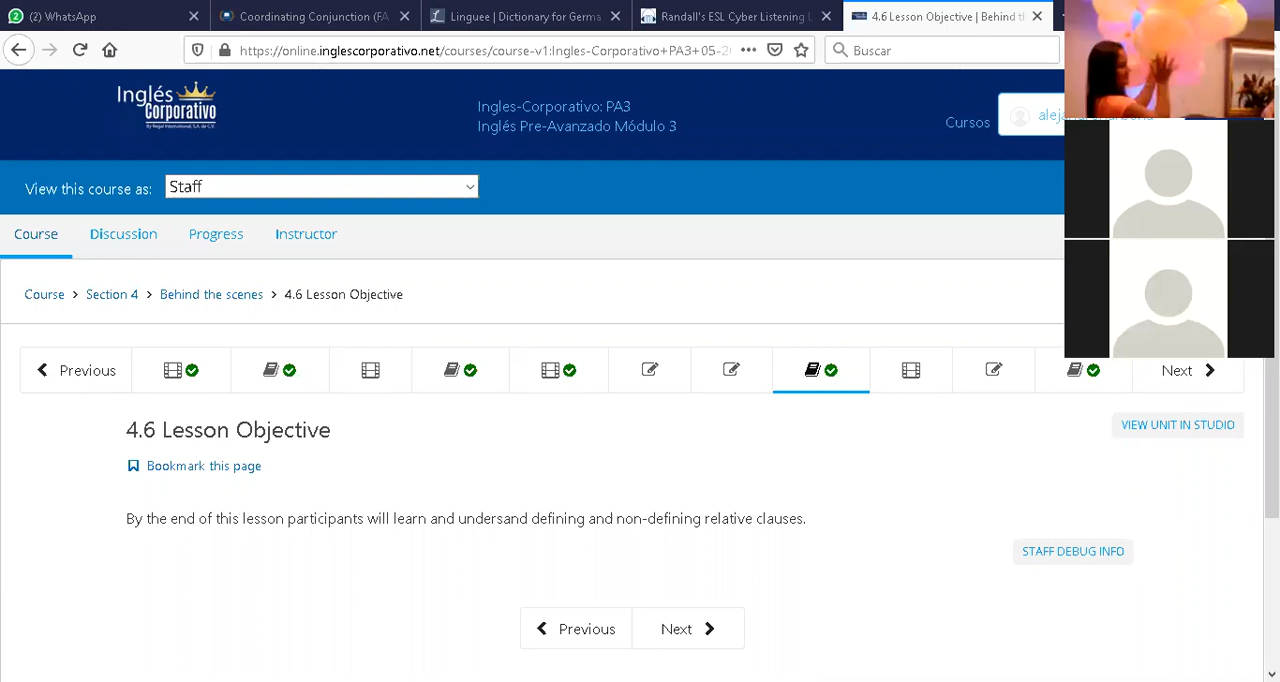 (2) WhatsApp
Coordinating Conjunction (FA
Linguee | Dictionary for Germa
Randall's ESL Cyber Listening L
4.6 Lesson Objective | Behind th
https://online.inglescorporativo.net/courses/course-v1:Ingles-Corporativo+PA3+05-2
Buscar
Inglés
Corporativo
Ingles-Corporativo: PA3
Inglés Pre-Avanzado Módulo 3
Cursos
View this course as:
Staff
Course
Discussion
Progress
Instructor
Course > Section 4 > Behind the scenes > 4.6 Lesson Objective
Previous
Next
4.6 Lesson Objective
VIEW UNIT IN STUDIO
Bookmark this page
By the end of this lesson participants will learn and undersand defining and non-defining relative clauses.
STAFF DEBUG INFO
Previous
Next